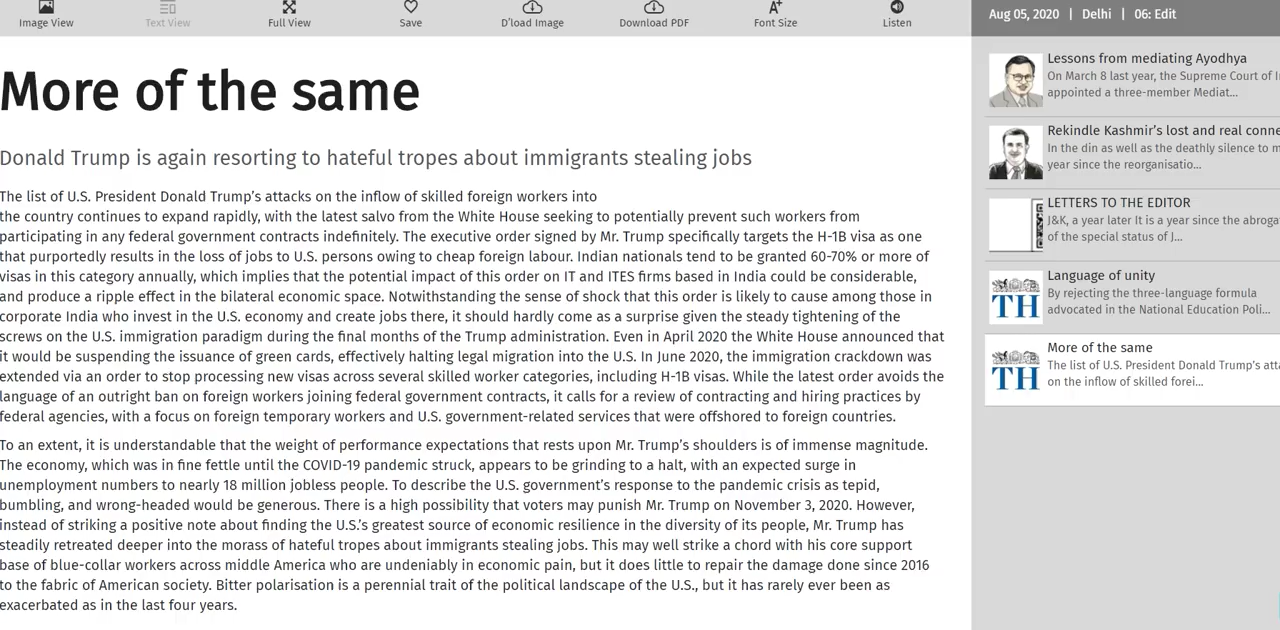 Image View
Text View
Full View
Save
D'load Image
Download PDF
Font Size
Listen
More of the same
Donald Trump is again resorting to hateful tropes about immigrants stealing jobs
The list of U.S. President Donald Trump's attacks on the inflow of skilled foreign workers into
the country continues to expand rapidly, with the latest salvo from the White House seeking to potentially prevent such workers from
participating in any federal government contracts indefinitely. The executive order signed by Mr. Trump specifically targets the H-1B visa as one
that purportedly results in the loss of jobs to U.S. persons owing to cheap foreign labour. Indian nationals tend to be granted 60-70% or more of
visas in this category annually, which implies that the potential impact of this order on IT and ITES firms based in India could be considerable,
and produce a ripple effect in the bilateral economic space. Notwithstanding the sense of shock that this order is likely to cause among those in
corporate India who invest in the U.S. economy and create jobs there, it should hardly come as a surprise given the steady tightening of the
screws on the U.S. immigration paradigm during the final months of the Trump administration. Even in April 2020 the White House announced that
it would be suspending the issuance of green cards, effectively halting legal migration into the U.S. In June 2020, the immigration crackdown was
extended via an order to stop processing new visas across several skilled worker categories, including H-1B visas. While the latest order avoids the
language of an outright ban on foreign workers joining federal government contracts, it calls for a review of contracting and hiring practices by
federal agencies, with a focus on foreign temporary workers and U.S. government-related services that were offshored to foreign countries.
To an extent, it is understandable that the weight of performance expectations that rests upon Mr. Trump's shoulders is of immense magnitude.
The economy, which was in fine fettle until the COVID-19 pandemic struck, appears to be grinding to a halt, with an expected surge in
unemployment numbers to nearly 18 million jobless people. To describe the U.S. government's response to the pandemic crisis as tepid,
bumbling, and wrong-headed would be generous. There is a high possibility that voters may punish Mr. Trump on November 3, 2020. However,
instead of striking a positive note about finding the U.S.'s greatest source of economic resilience in the diversity of its people, Mr. Trump has
steadily retreated deeper into the morass of hateful tropes about immigrants stealing jobs. This may well strike a chord with his core support
base of blue-collar workers across middle America who are undeniably in economic pain, but it does little to repair the damage done since 2016
to the fabric of American society. Bitter polarisation is a perennial trait of the political landscape of the U.S., but it has rarely ever been as
exacerbated as in the last four years.
Aug 05, 2020 | Delhi | 06: Edit
Lessons from mediating Ayodhya
On March 8 last year, the Supreme Court of
appointed a three-member Mediat...
Rekindle Kashmir's lost and real
In the din as well as the deathly silence to
year since the reorganisatio...
LETTERS TO THE EDITOR
J&K, a year later It is a year since the
of the special status of J...
TH
Language of unity
By rejecting the three-language formula
advocated in the National Education Poli...
TH
More of the same
The list of U.S. President Donald Trump's
on the inflow of skilled forei...